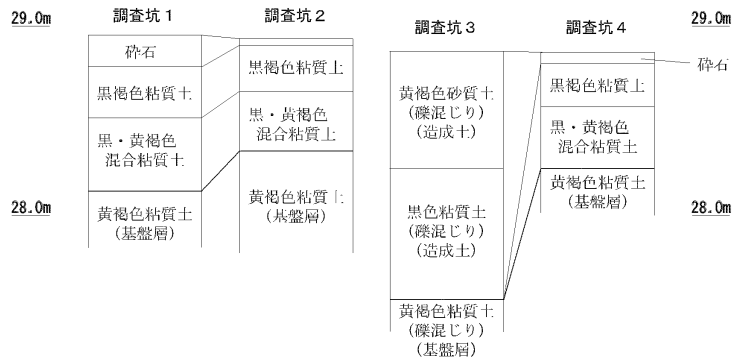 調査坑1
調査坑2
調査坑3
調査坑4
29.0m
29.0m
砕石
黒褐色粘質土
黒・黄褐色
混合粘質土
黄褐色粘質土
(基盤層)
黒褐色粘質土
黒・黄褐色
混合粘質土
黄褐色粘質土
(基盤層)
黄褐色砂質土
(礫混じり)
(造成土)
黒色粘質土
(礫混じり)
(造成土)
黄褐色粘質土
(礫混じり)
(基盤層)
砕石
黒褐色粘質土
黒・黄褐色
混合粘質土
黄褐色粘質土
(基盤層)
28.0m
28.0m